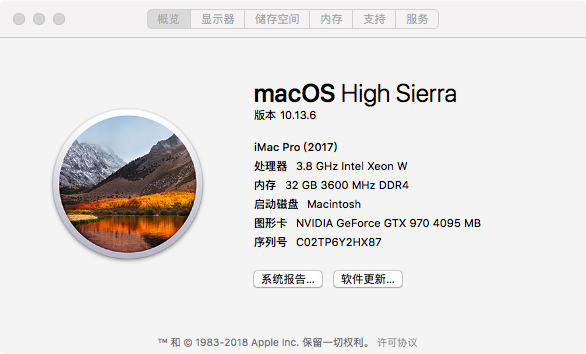 概览 显示器 储存空间 内存 支持 服务
macOS High Sierra
版本 10.13.6
iMac Pro (2017)
处理器 3.8 GHz Intel Xeon W
内存 32 GB 3600 MHz DDR4
启动磁盘 Macintosh
图形卡 NVIDIA GeForce GTX 970 4095 MB
序列号 C02TP6Y2HX87
系统报告... 软件更新...
™ 和 © 1983-2018 Apple Inc. 保留一切权利。 许可协议